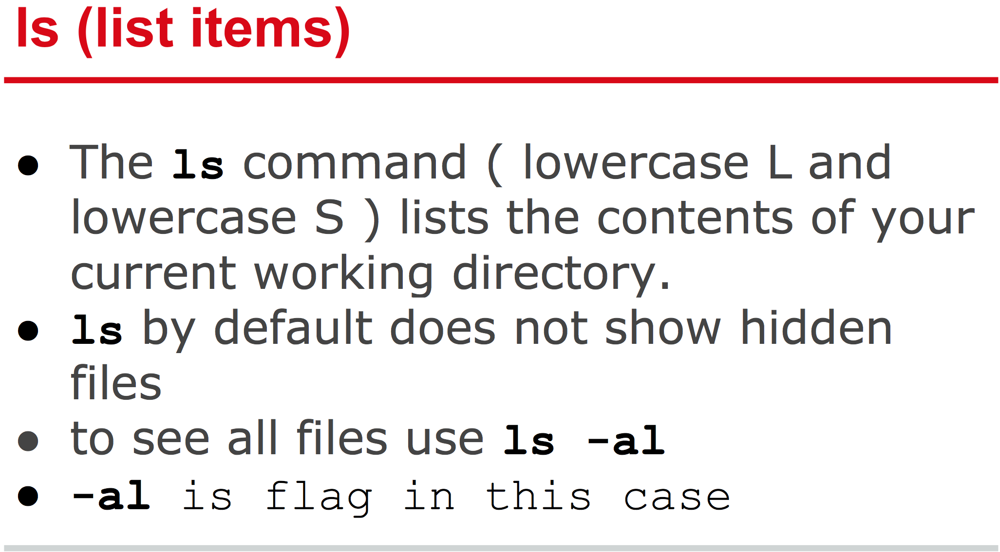 ls (list items)
● The ls command ( lowercase L and
lowercase S ) lists the contents of your
current working directory.
● ls by default does not show hidden
files
● to see all files use ls -al
● -al is flag in this case